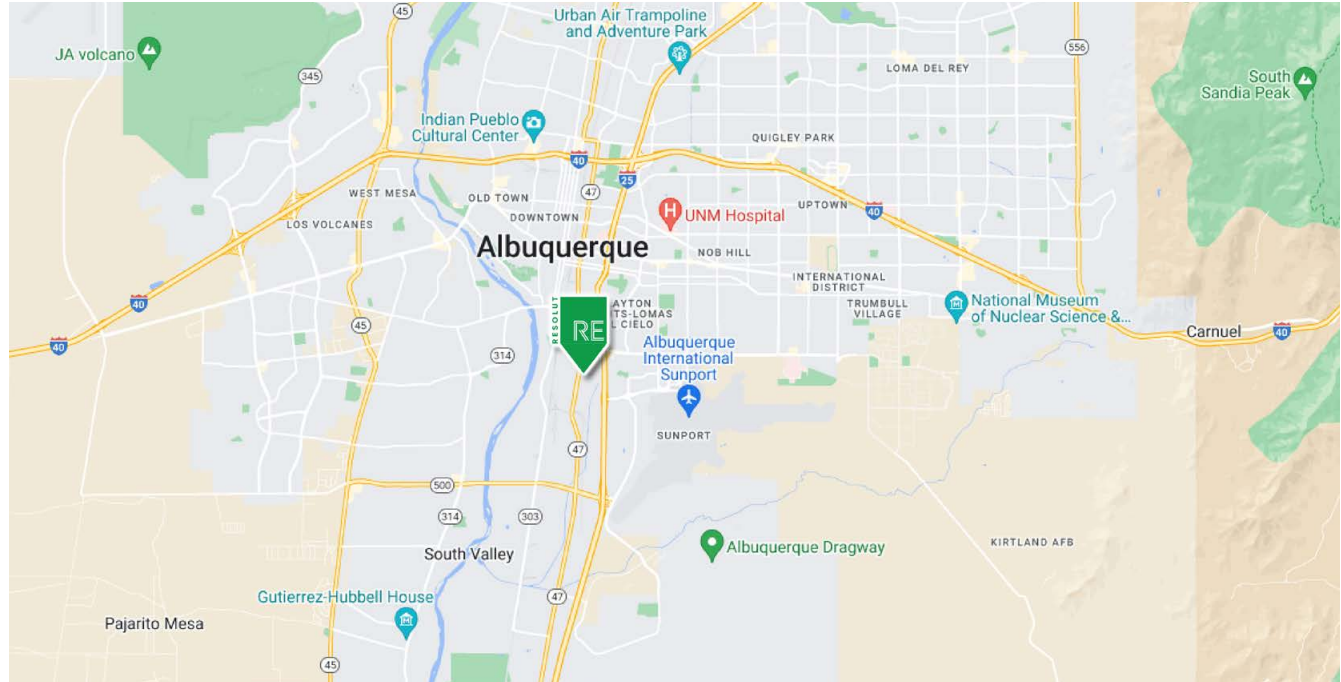 45
Urban Air Trampoline
and Adventure Park
JA volcano
556
LOMA DEL REY
345
South
Sandia Peak
Indian Pueblo
Cultural Center
QUIGLEY PARK
40
25
47
WEST MESA
OLD TOWN
DOWNTOWN
UNM Hospital
UPTOWN
40
LOS VOLCANES
Albuquerque
NOB HILL
INTERNATIONAL
DISTRICT
TRUMBULL
VILLAGE
40
RESOLUT
RE
AYTON
TS-LOMAS
L CIELO
National Museum
of Nuclear Science &...
Carnuel
40
45
40
314
Albuquerque
International
Sunport
SUNPORT
47
500
314
303
South Valley
Albuquerque Dragway
KIRTLAND AFB
Gutierrez-Hubbell House
47
Pajarito Mesa
45